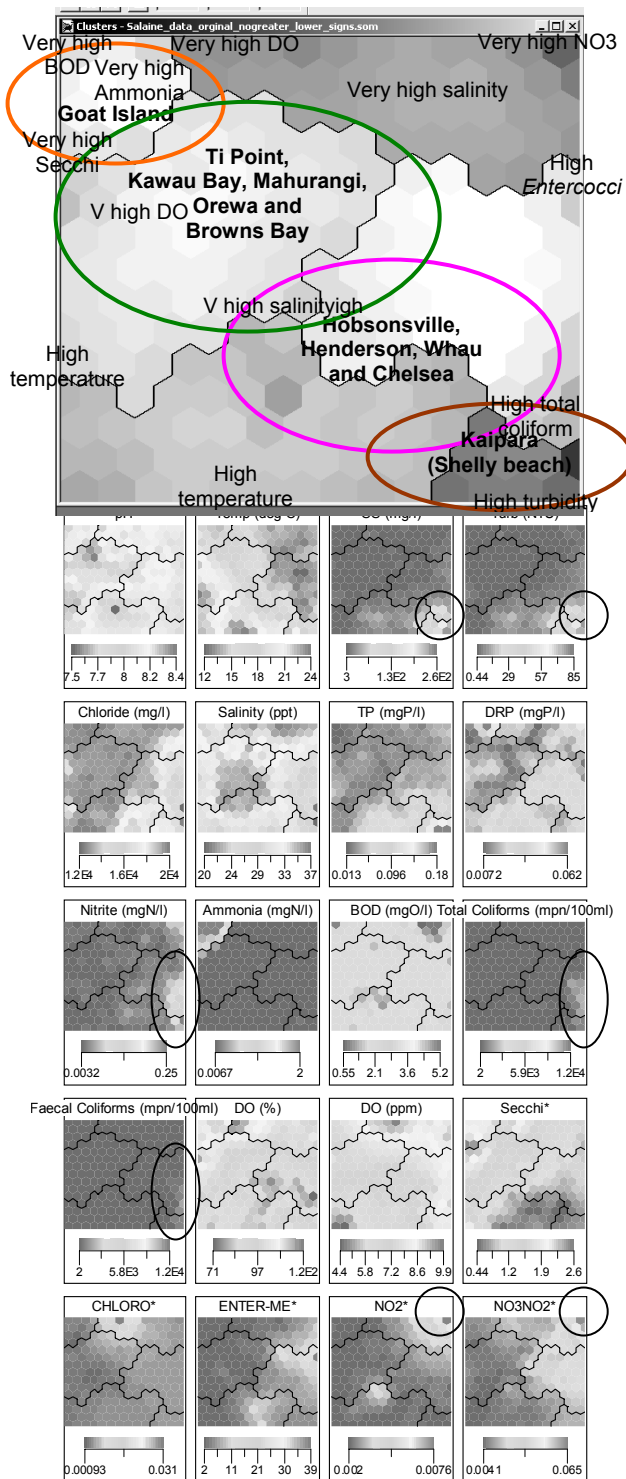 Clusters - Salaine_data_orginal_nogreater_lower_signs.som
Very high
BOD
Very high DO
Very high NO3
Very high
Ammonia
Very high salinity
Goat Island
Very high
Secchi
Ti Point,
Kawau Bay, Mahurangi,
Orewa and
Browns Bay
V high DO
High
Entercocci
V high salinityigh
Hobsonsville,
Henderson, Whau
and Chelsea
High
temperature
High total
coliform
Kaipara
(Shelly beach)
High
temperature
High turbidity
7.5 7.7 8 8.2 8.4
12 15 18 21 24
3 1.3E2 2.6E2
0.44 29 57 85
Chloride (mg/l)
Salinity (ppt)
TP (mgP/l)
DRP (mgP/l)
1.2E4 1.6E4 2E4
20 24 29 33 37
0.013 0.096 0.18
0.0072 0.062
Nitrite (mgN/l)
Ammonia (mgN/l)
BOD (mgO/l)
Total Coliforms (mpn/100ml)
0.0032 0.25
0.0067 2
0.55 2.1 3.6 5.2
2 5.9E3 1.2E4
Faecal Coliforms (mpn/100ml)
DO (%)
DO (ppm)
Secchi*
2 5.8E3 1.2E4
71 97 1.2E2
4.4 5.8 7.2 8.6 9.9
0.44 1.2 1.9 2.6
CHLORO*
ENTER-ME*
NO2*
NO3NO2*
0.00093 0.031
2 11 21 30 39
0.002 0.0076
0.0041 0.065